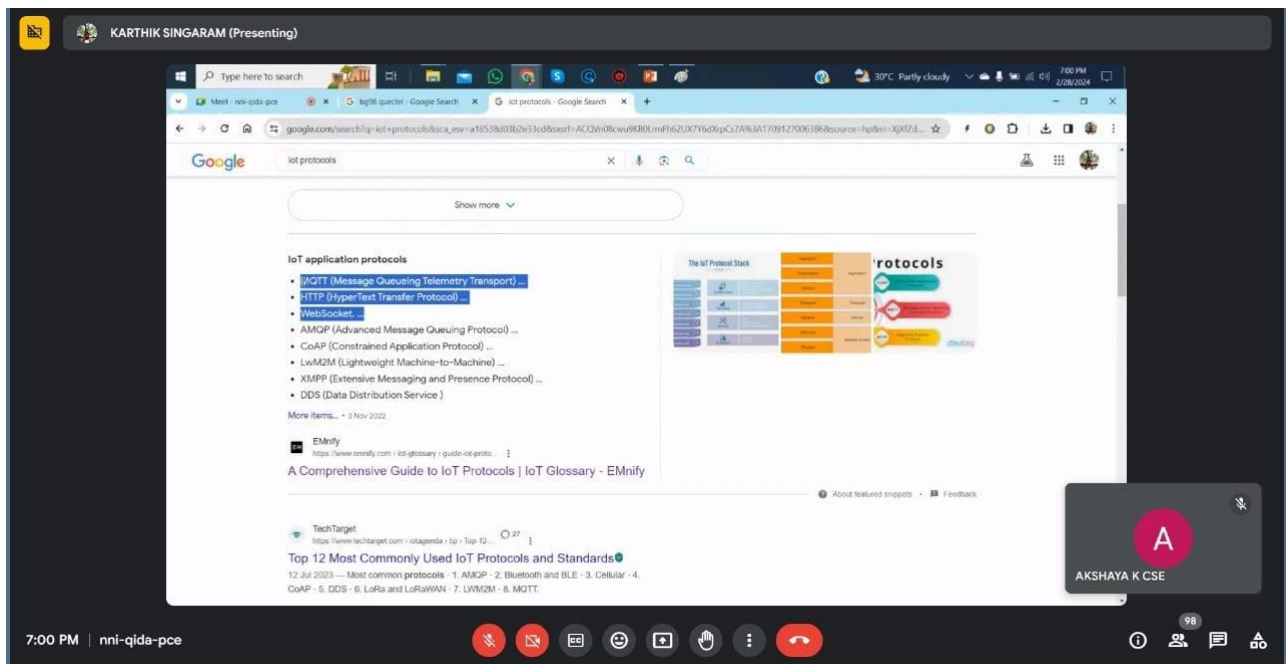 KARTHIK SINGARAM (Presenting)
Type here to search
30°C Partly cloudy
7:00 PM
2/28/2024
Meet - nni-qida-pce
bg96 quectel - Google Search
iot protocols - Google Search
Google
iot protocols
Show more
IoT application protocols
• MQTT (Message Queueing Telemetry Transport) ...
• HTTP (HyperText Transfer Protocol) ...
• WebSocket. ...
• AMQP (Advanced Message Queuing Protocol) ...
• CoAP (Constrained Application Protocol) ...
• LwM2M (Lightweight Machine-to-Machine) ...
• XMPP (Extensive Messaging and Presence Protocol) ...
• DDS (Data Distribution Service )
More items... • 3 Nov 2022
The IoT Protocol Stack
rotocols
EMnify
https://www.emnify.com › iot-glossary › guide-iot-proto...
A Comprehensive Guide to IoT Protocols | IoT Glossary - EMnify
About featured snippets • Feedback
TechTarget
https://www.techtarget.com › iotagenda › tip › Top-12-...
27
Top 12 Most Commonly Used IoT Protocols and Standards
12 Jul 2023 — Most common protocols · 1. AMQP · 2. Bluetooth and BLE · 3. Cellular · 4.
CoAP · 5. DDS · 6. LoRa and LoRaWAN · 7. LWM2M · 8. MQTT.
A
AKSHAYA K CSE
7:00 PM | nni-qida-pce
98